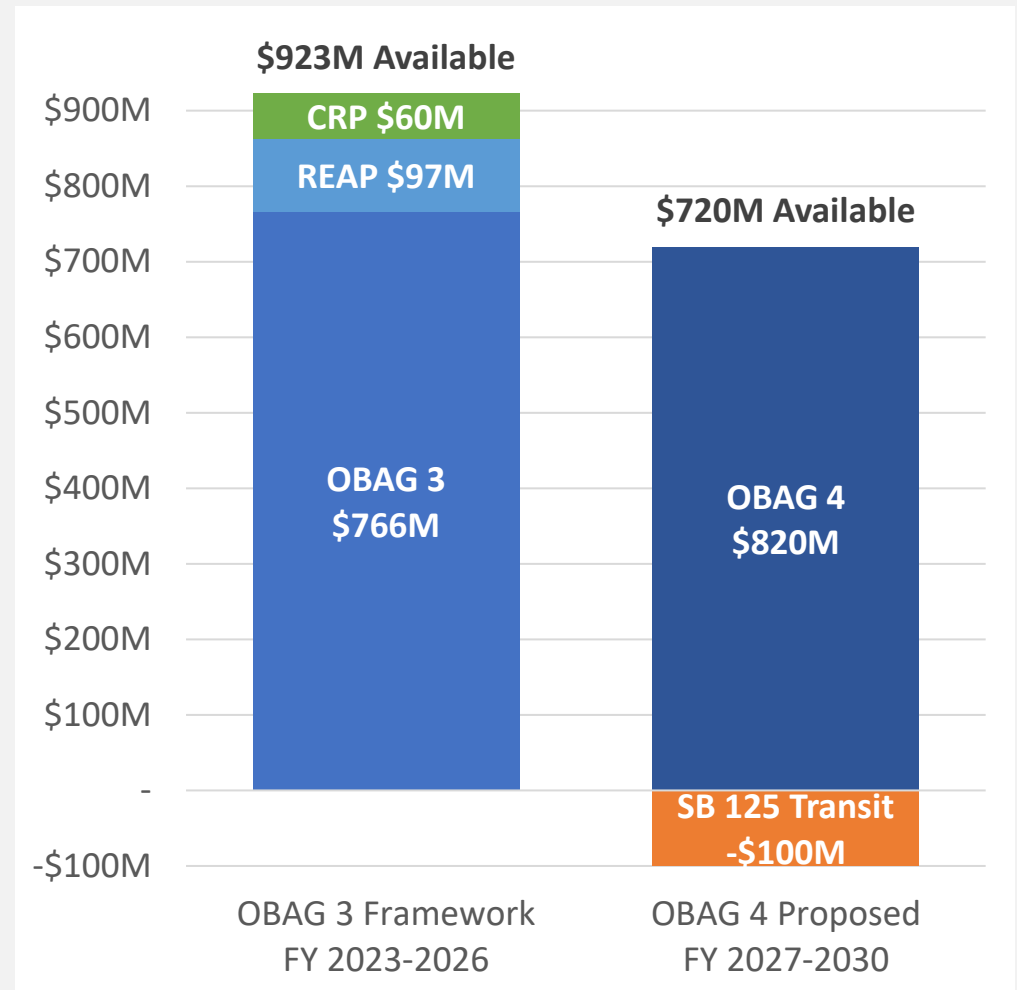 $923M Available
$900M
CRP $60M
$800M
REAP $97M
$720M Available
$700M
$600M
$500M
OBAG 3
$766M
$400M
OBAG 4
$820M
$300M
$200M
$100M
-
SB 125 Transit
-$100M
-$100M
OBAG 3 Framework
FY 2023-2026
OBAG 4 Proposed
FY 2027-2030